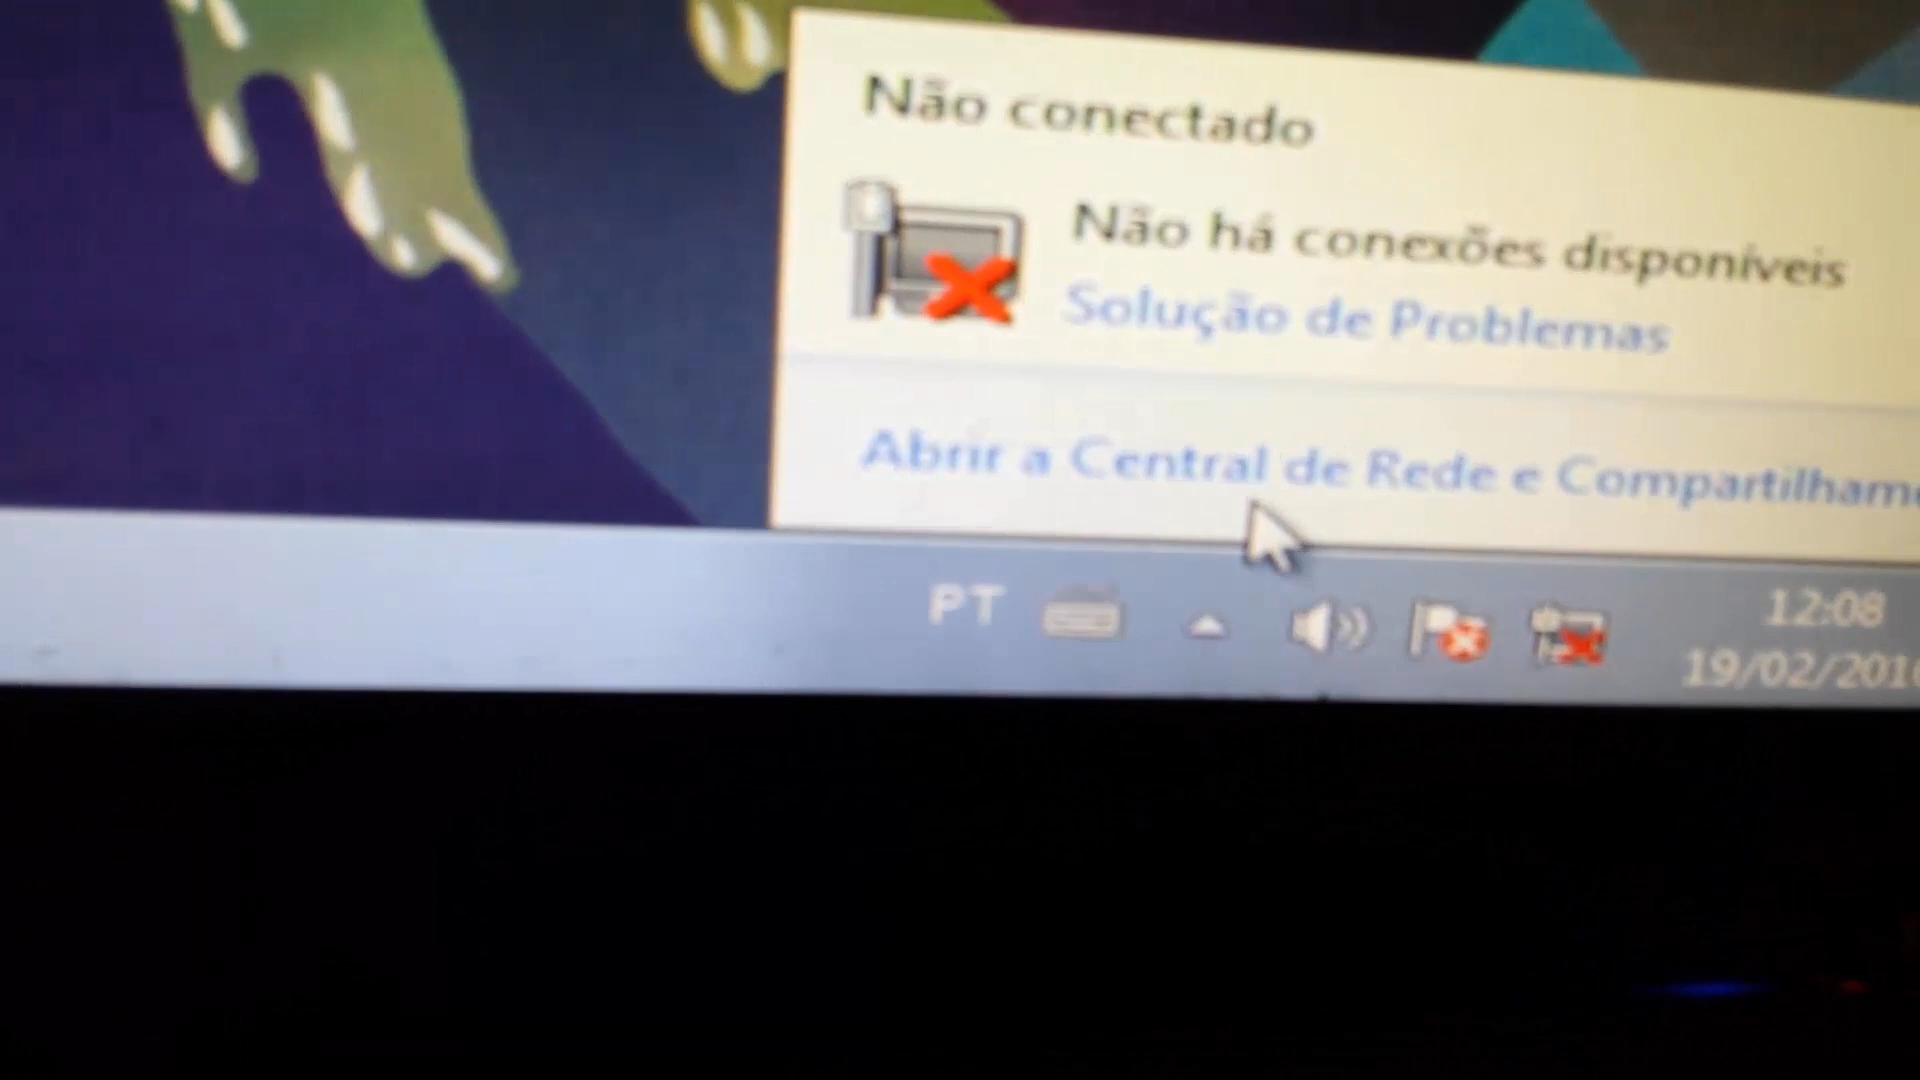 Não conectado
Não há conexões disponíveis
Solução de Problemas
Abrir a Central de Rede e Compartilhame
PT
12:08
19/02/2016